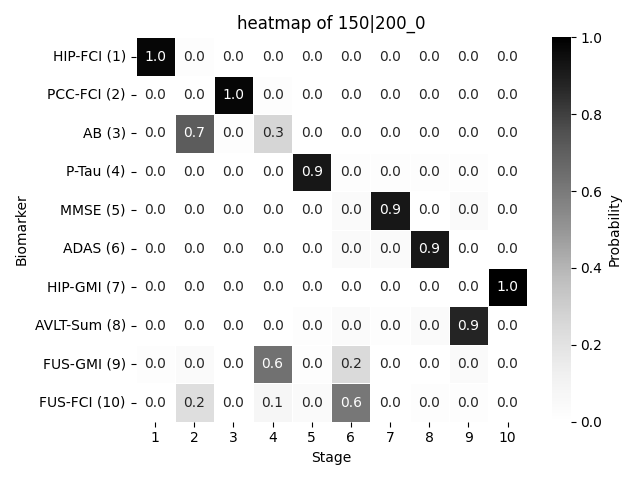 heatmap of 150|200_0
HIP-FCI (1) 1.0 0.0 0.0 0.0 0.0 0.0 0.0 0.0 0.0 0.0
PCC-FCI (2) 0.0 0.0 1.0 0.0 0.0 0.0 0.0 0.0 0.0 0.0
AB (3) 0.0 0.7 0.0 0.3 0.0 0.0 0.0 0.0 0.0 0.0
P-Tau (4) 0.0 0.0 0.0 0.0 0.9 0.0 0.0 0.0 0.0 0.0
MMSE (5) 0.0 0.0 0.0 0.0 0.0 0.0 0.9 0.0 0.0 0.0
ADAS (6) 0.0 0.0 0.0 0.0 0.0 0.0 0.0 0.9 0.0 0.0
HIP-GMI (7) 0.0 0.0 0.0 0.0 0.0 0.0 0.0 0.0 0.0 1.0
AVLT-Sum (8) 0.0 0.0 0.0 0.0 0.0 0.0 0.0 0.0 0.9 0.0
FUS-GMI (9) 0.0 0.0 0.0 0.6 0.0 0.2 0.0 0.0 0.0 0.0
FUS-FCI (10) 0.0 0.2 0.0 0.1 0.0 0.6 0.0 0.0 0.0 0.0
1 2 3 4 5 6 7 8 9 10
Stage
Biomarker
1.0
0.8
0.6
0.4
0.2
0.0
Probability